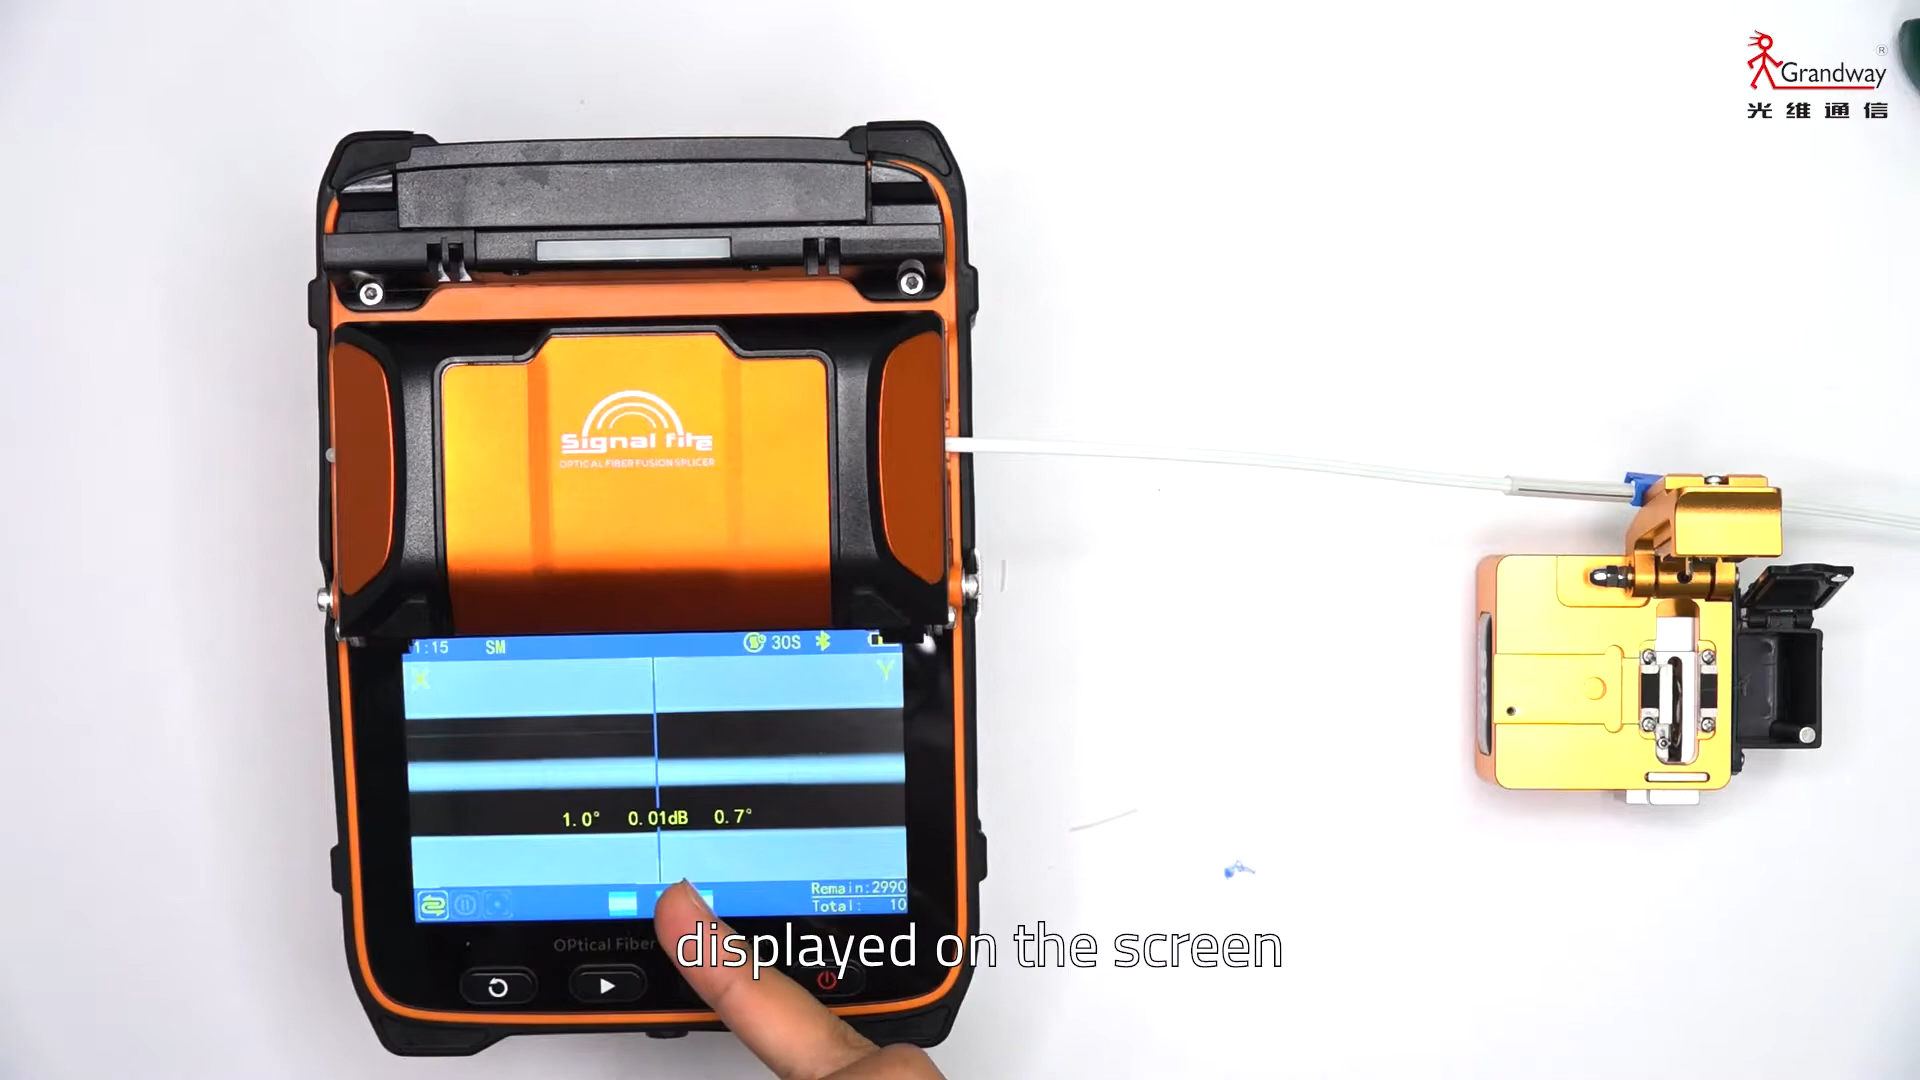 Grandway
®
光维通信
Signal fire
OPTICAL FIBER FUSION SPLICER
1:15 SM 30S
X Y
1.0° 0.01dB 0.7°
Remain:2990
Total: 10
OPtical Fiber
displayed on the screen